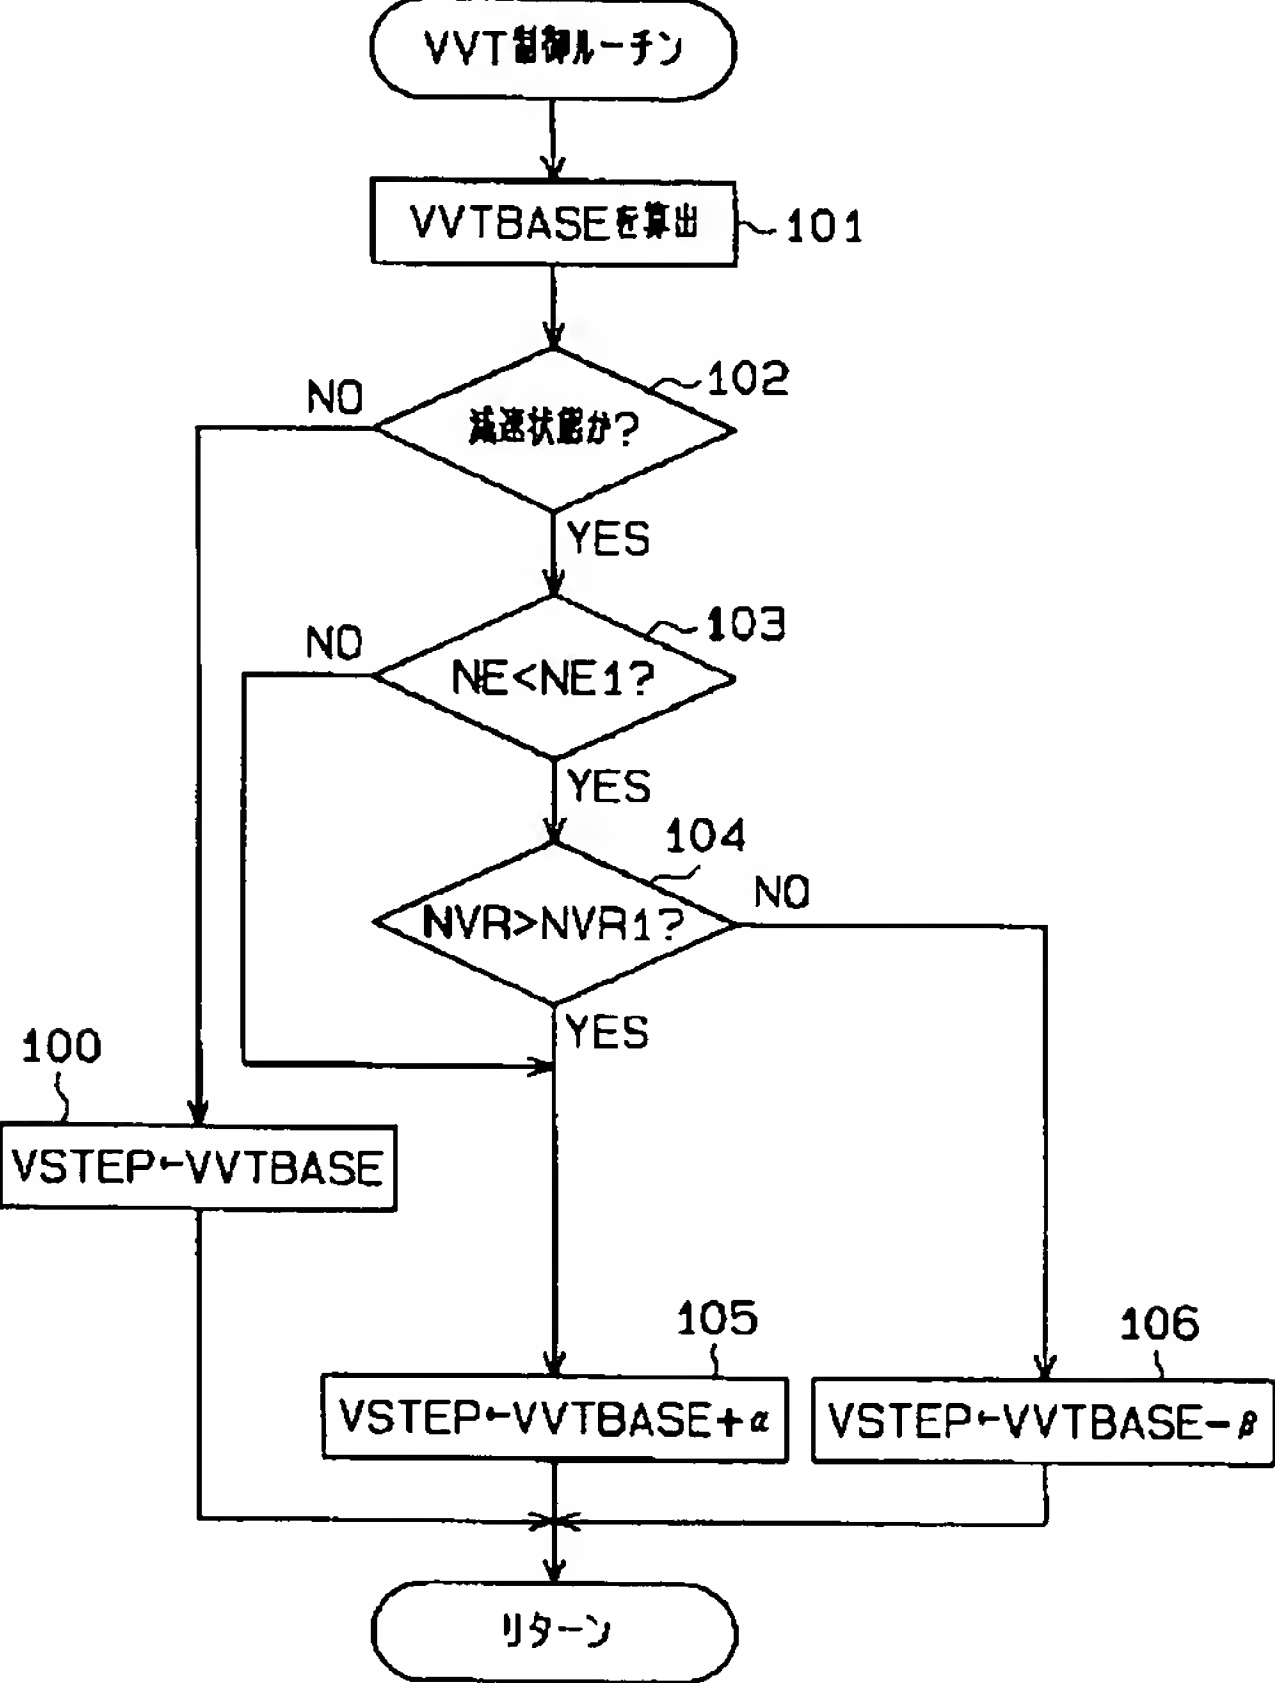 VVT制御ルーチン
VVTBASEを算出
101
102
NO
減速状態か?
YES
103
NO
NE<NE1?
YES
104
NO
NVR>NVR1?
YES
100
VSTEP←VVTBASE
105
106
VSTEP←VVTBASE+α
VSTEP←VVTBASE-β
リターン